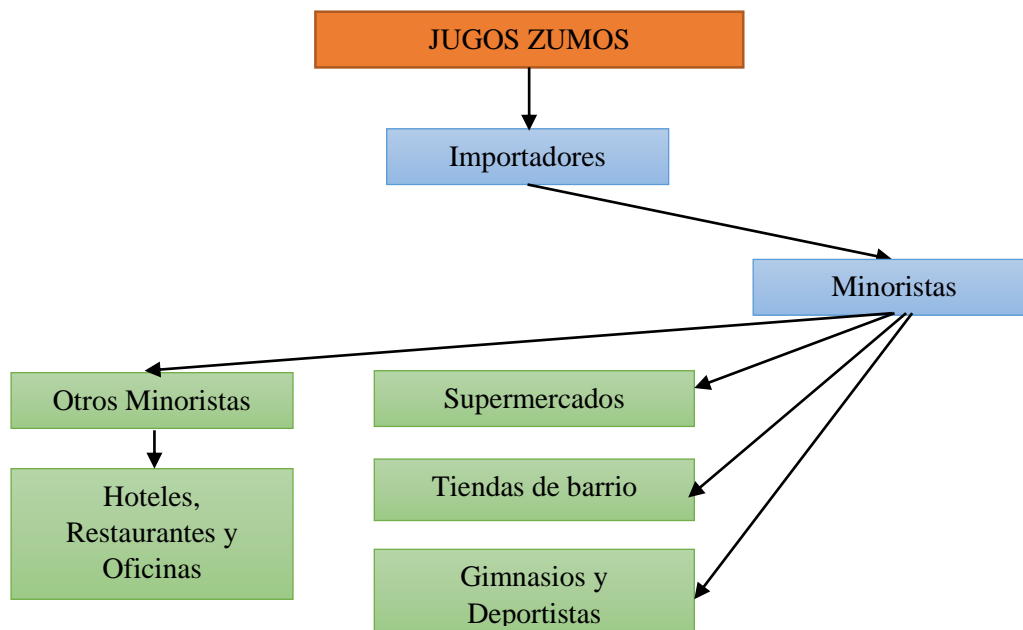 JUGOS ZUMOS
Importadores
Minoristas
Otros Minoristas
Supermercados
Hoteles,
Restaurantes y
Oficinas
Tiendas de barrio
Gimnasios y
Deportistas